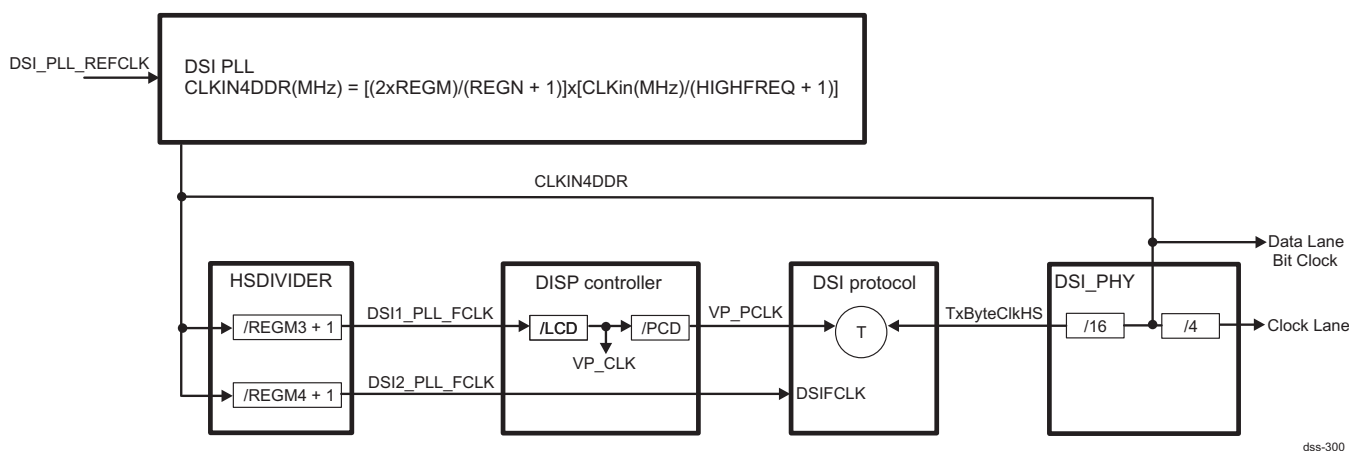 DSI_PLL_REFCLK
DSI PLL
CLKIN4DDR(MHz) = [(2xREGM)/(REGN + 1)]x[CLKin(MHz)/(HIGHFREQ + 1)]
CLKIN4DDR
Data Lane
Bit Clock
HSDIVIDER
DISP controller
DSI protocol
DSI_PHY
/REGM3 + 1
DSI1_PLL_FCLK
/LCD
/PCD
VP_CLK
VP_PCLK
T
TxByteClkHS
/16
/4
Clock Lane
/REGM4 + 1
DSI2_PLL_FCLK
DSIFCLK
dss-300